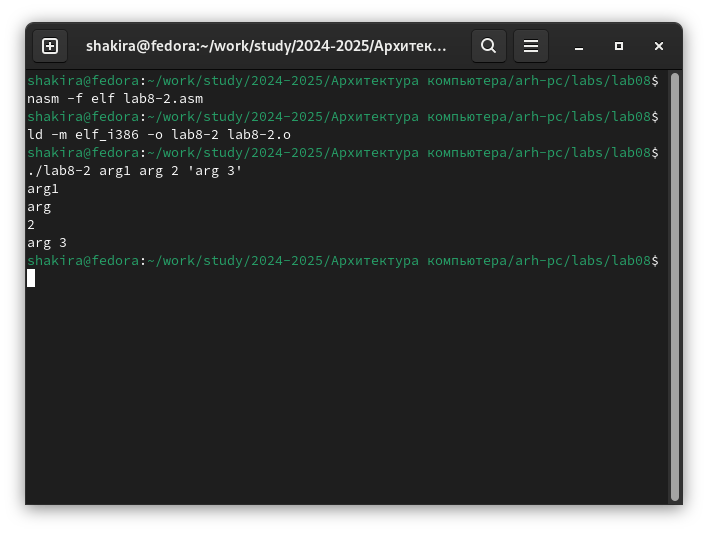 shakira@fedora:~/work/study/2024-2025/Архитек...
shakira@fedora:~/work/study/2024-2025/Архитектура компьютера/arh-pc/labs/lab08$
nasm -f elf lab8-2.asm
shakira@fedora:~/work/study/2024-2025/Архитектура компьютера/arh-pc/labs/lab08$
ld -m elf_i386 -o lab8-2 lab8-2.o
shakira@fedora:~/work/study/2024-2025/Архитектура компьютера/arh-pc/labs/lab08$
./lab8-2 arg1 arg 2 'arg 3'
arg1
arg
2
arg 3
shakira@fedora:~/work/study/2024-2025/Архитектура компьютера/arh-pc/labs/lab08$